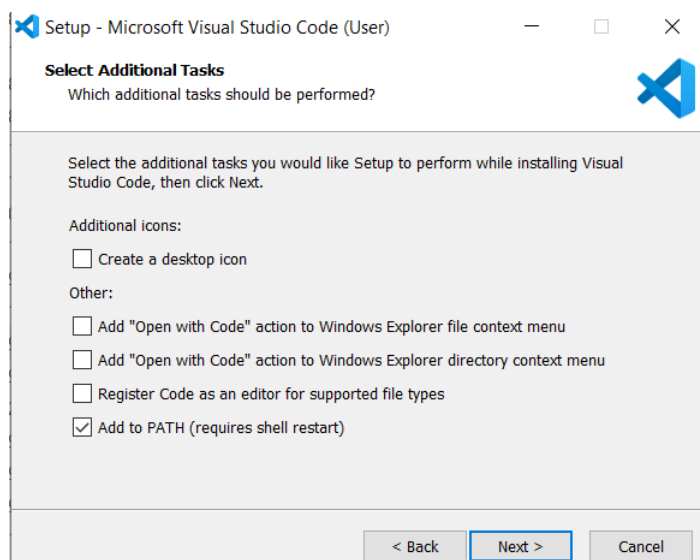 Setup - Microsoft Visual Studio Code (User)
Select Additional Tasks
Which additional tasks should be performed?
Select the additional tasks you would like Setup to perform while installing Visual
Studio Code, then click Next.
Additional icons:
Create a desktop icon
Other:
Add "Open with Code" action to Windows Explorer file context menu
Add "Open with Code" action to Windows Explorer directory context menu
Register Code as an editor for supported file types
Add to PATH (requires shell restart)
< Back Next > Cancel